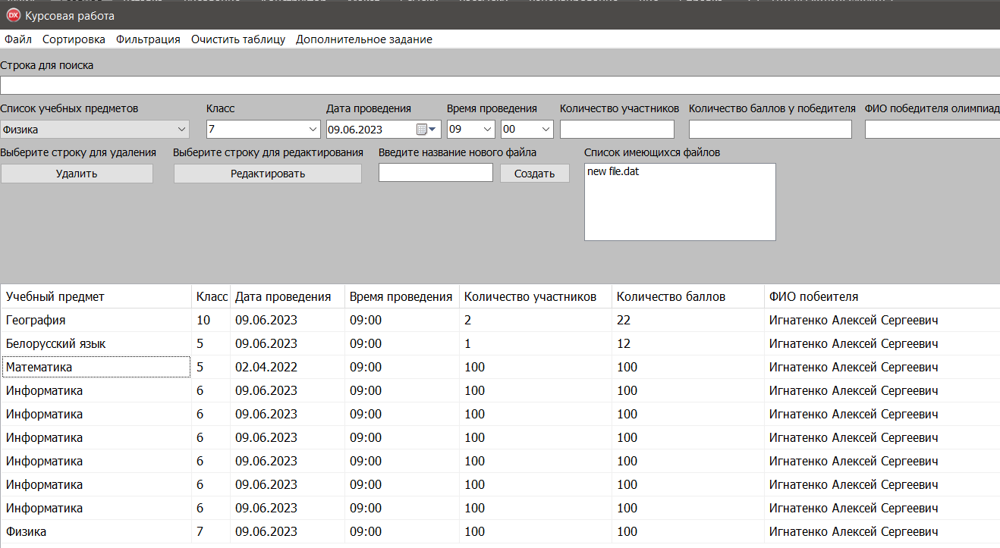 DX Курсовая работа
Файл Сортировка Фильтрация Очистить таблицу Дополнительное задание
Строка для поиска
Список учебных предметов Класс Дата проведения Время проведения Количество участников Количество баллов у победителя ФИО победителя олимпиад
Физика 7 09.06.2023 09 00
Выберите строку для удаления Выберите строку для редактирования Введите название нового файла Список имеющихся файлов
Удалить Редактировать Создать new file.dat
Учебный предмет Класс Дата проведения Время проведения Количество участников Количество баллов ФИО побеителя
География 10 09.06.2023 09:00 2 22 Игнатенко Алексей Сергеевич
Белорусский язык 5 09.06.2023 09:00 1 12 Игнатенко Алексей Сергеевич
Математика 5 02.04.2022 09:00 100 100 Игнатенко Алексей Сергеевич
Информатика 6 09.06.2023 09:00 100 100 Игнатенко Алексей Сергеевич
Информатика 6 09.06.2023 09:00 100 100 Игнатенко Алексей Сергеевич
Информатика 6 09.06.2023 09:00 100 100 Игнатенко Алексей Сергеевич
Информатика 6 09.06.2023 09:00 100 100 Игнатенко Алексей Сергеевич
Информатика 6 09.06.2023 09:00 100 100 Игнатенко Алексей Сергеевич
Информатика 6 09.06.2023 09:00 100 100 Игнатенко Алексей Сергеевич
Физика 7 09.06.2023 09:00 100 100 Игнатенко Алексей Сергеевич